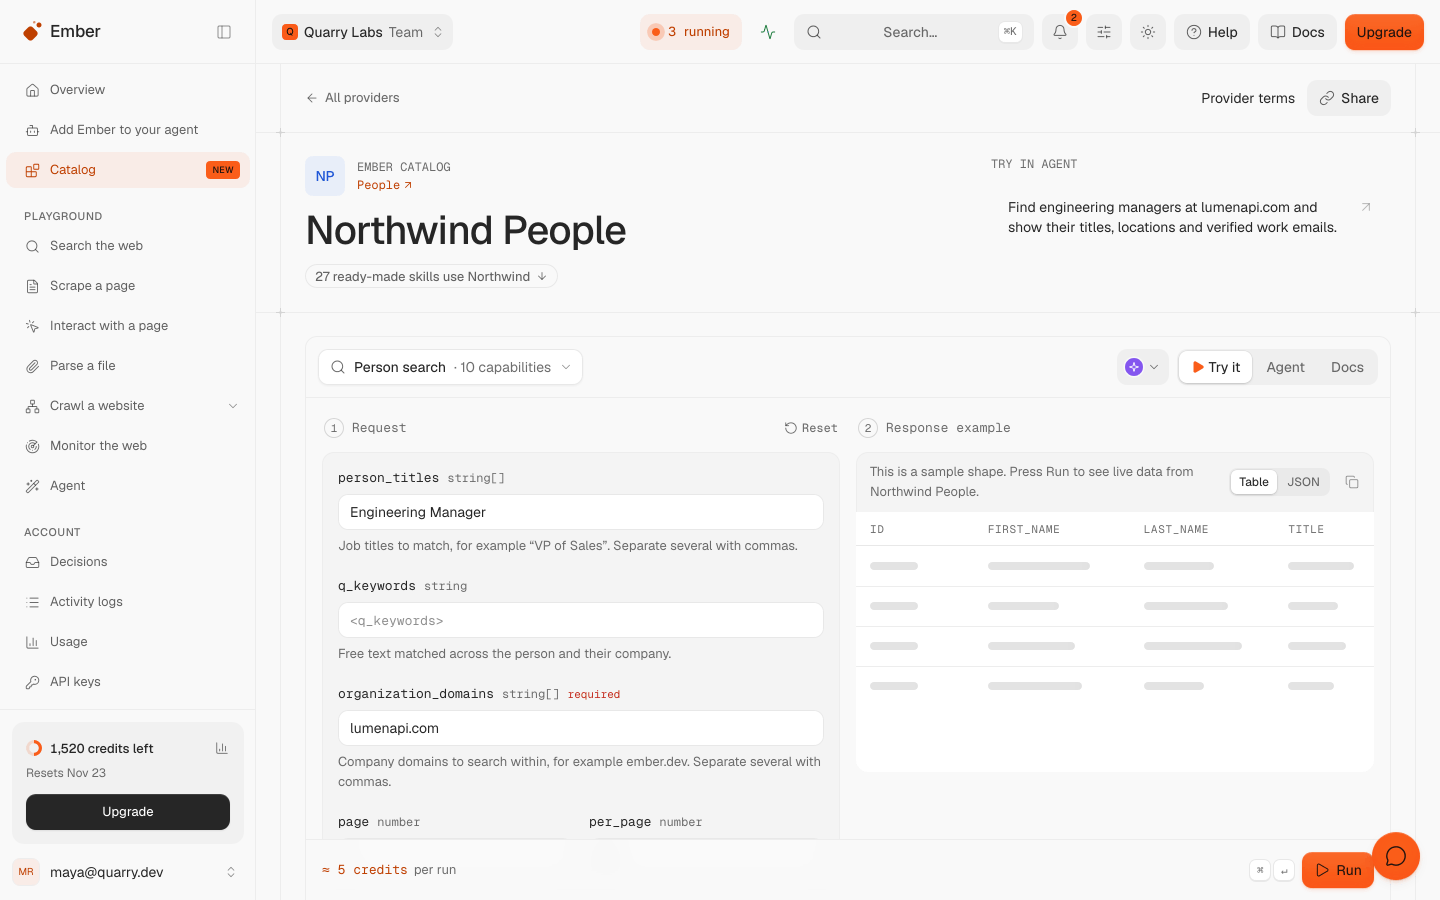 Ember
Q Quarry Labs Team
3 running
Search...
⌘K
2
Help
Docs
Upgrade
Overview
Add Ember to your agent
Catalog
NEW
PLAYGROUND
Search the web
Scrape a page
Interact with a page
Parse a file
Crawl a website
Monitor the web
Agent
ACCOUNT
Decisions
Activity logs
Usage
API keys
1,520 credits left
Resets Nov 23
Upgrade
MR maya@quarry.dev
← All providers
Provider terms
Share
NP
EMBER CATALOG
People ↗
Northwind People
27 ready-made skills use Northwind ↓
TRY IN AGENT
Find engineering managers at lumenapi.com and
show their titles, locations and verified work emails.
Person search · 10 capabilities
Try it
Agent
Docs
1 Request
Reset
person_titles string[]
Engineering Manager
Job titles to match, for example “VP of Sales”. Separate several with commas.
q_keywords string
<q_keywords>
Free text matched across the person and their company.
organization_domains string[] required
lumenapi.com
Company domains to search within, for example ember.dev. Separate several with
commas.
page number
per_page number
2 Response example
This is a sample shape. Press Run to see live data from
Northwind People.
Table
JSON
ID FIRST_NAME LAST_NAME TITLE
≈ 5 credits per run
⌘ ↵
Run